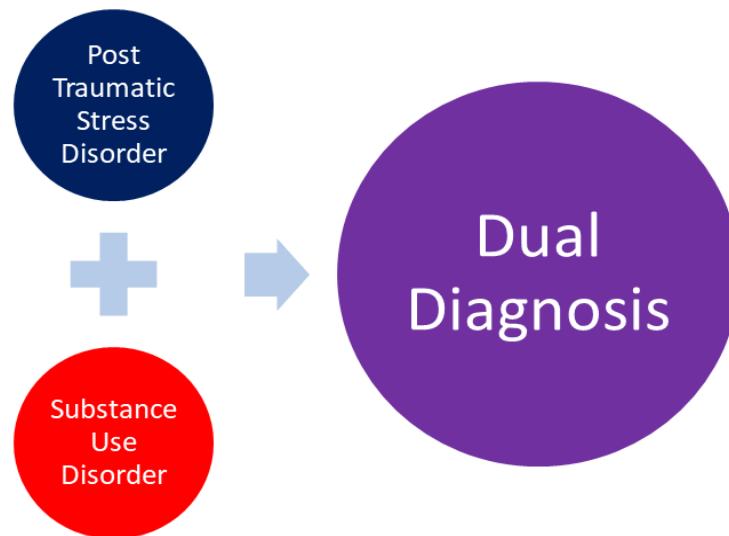 Post
Traumatic
Stress
Disorder
Substance
Use
Disorder
Dual
Diagnosis